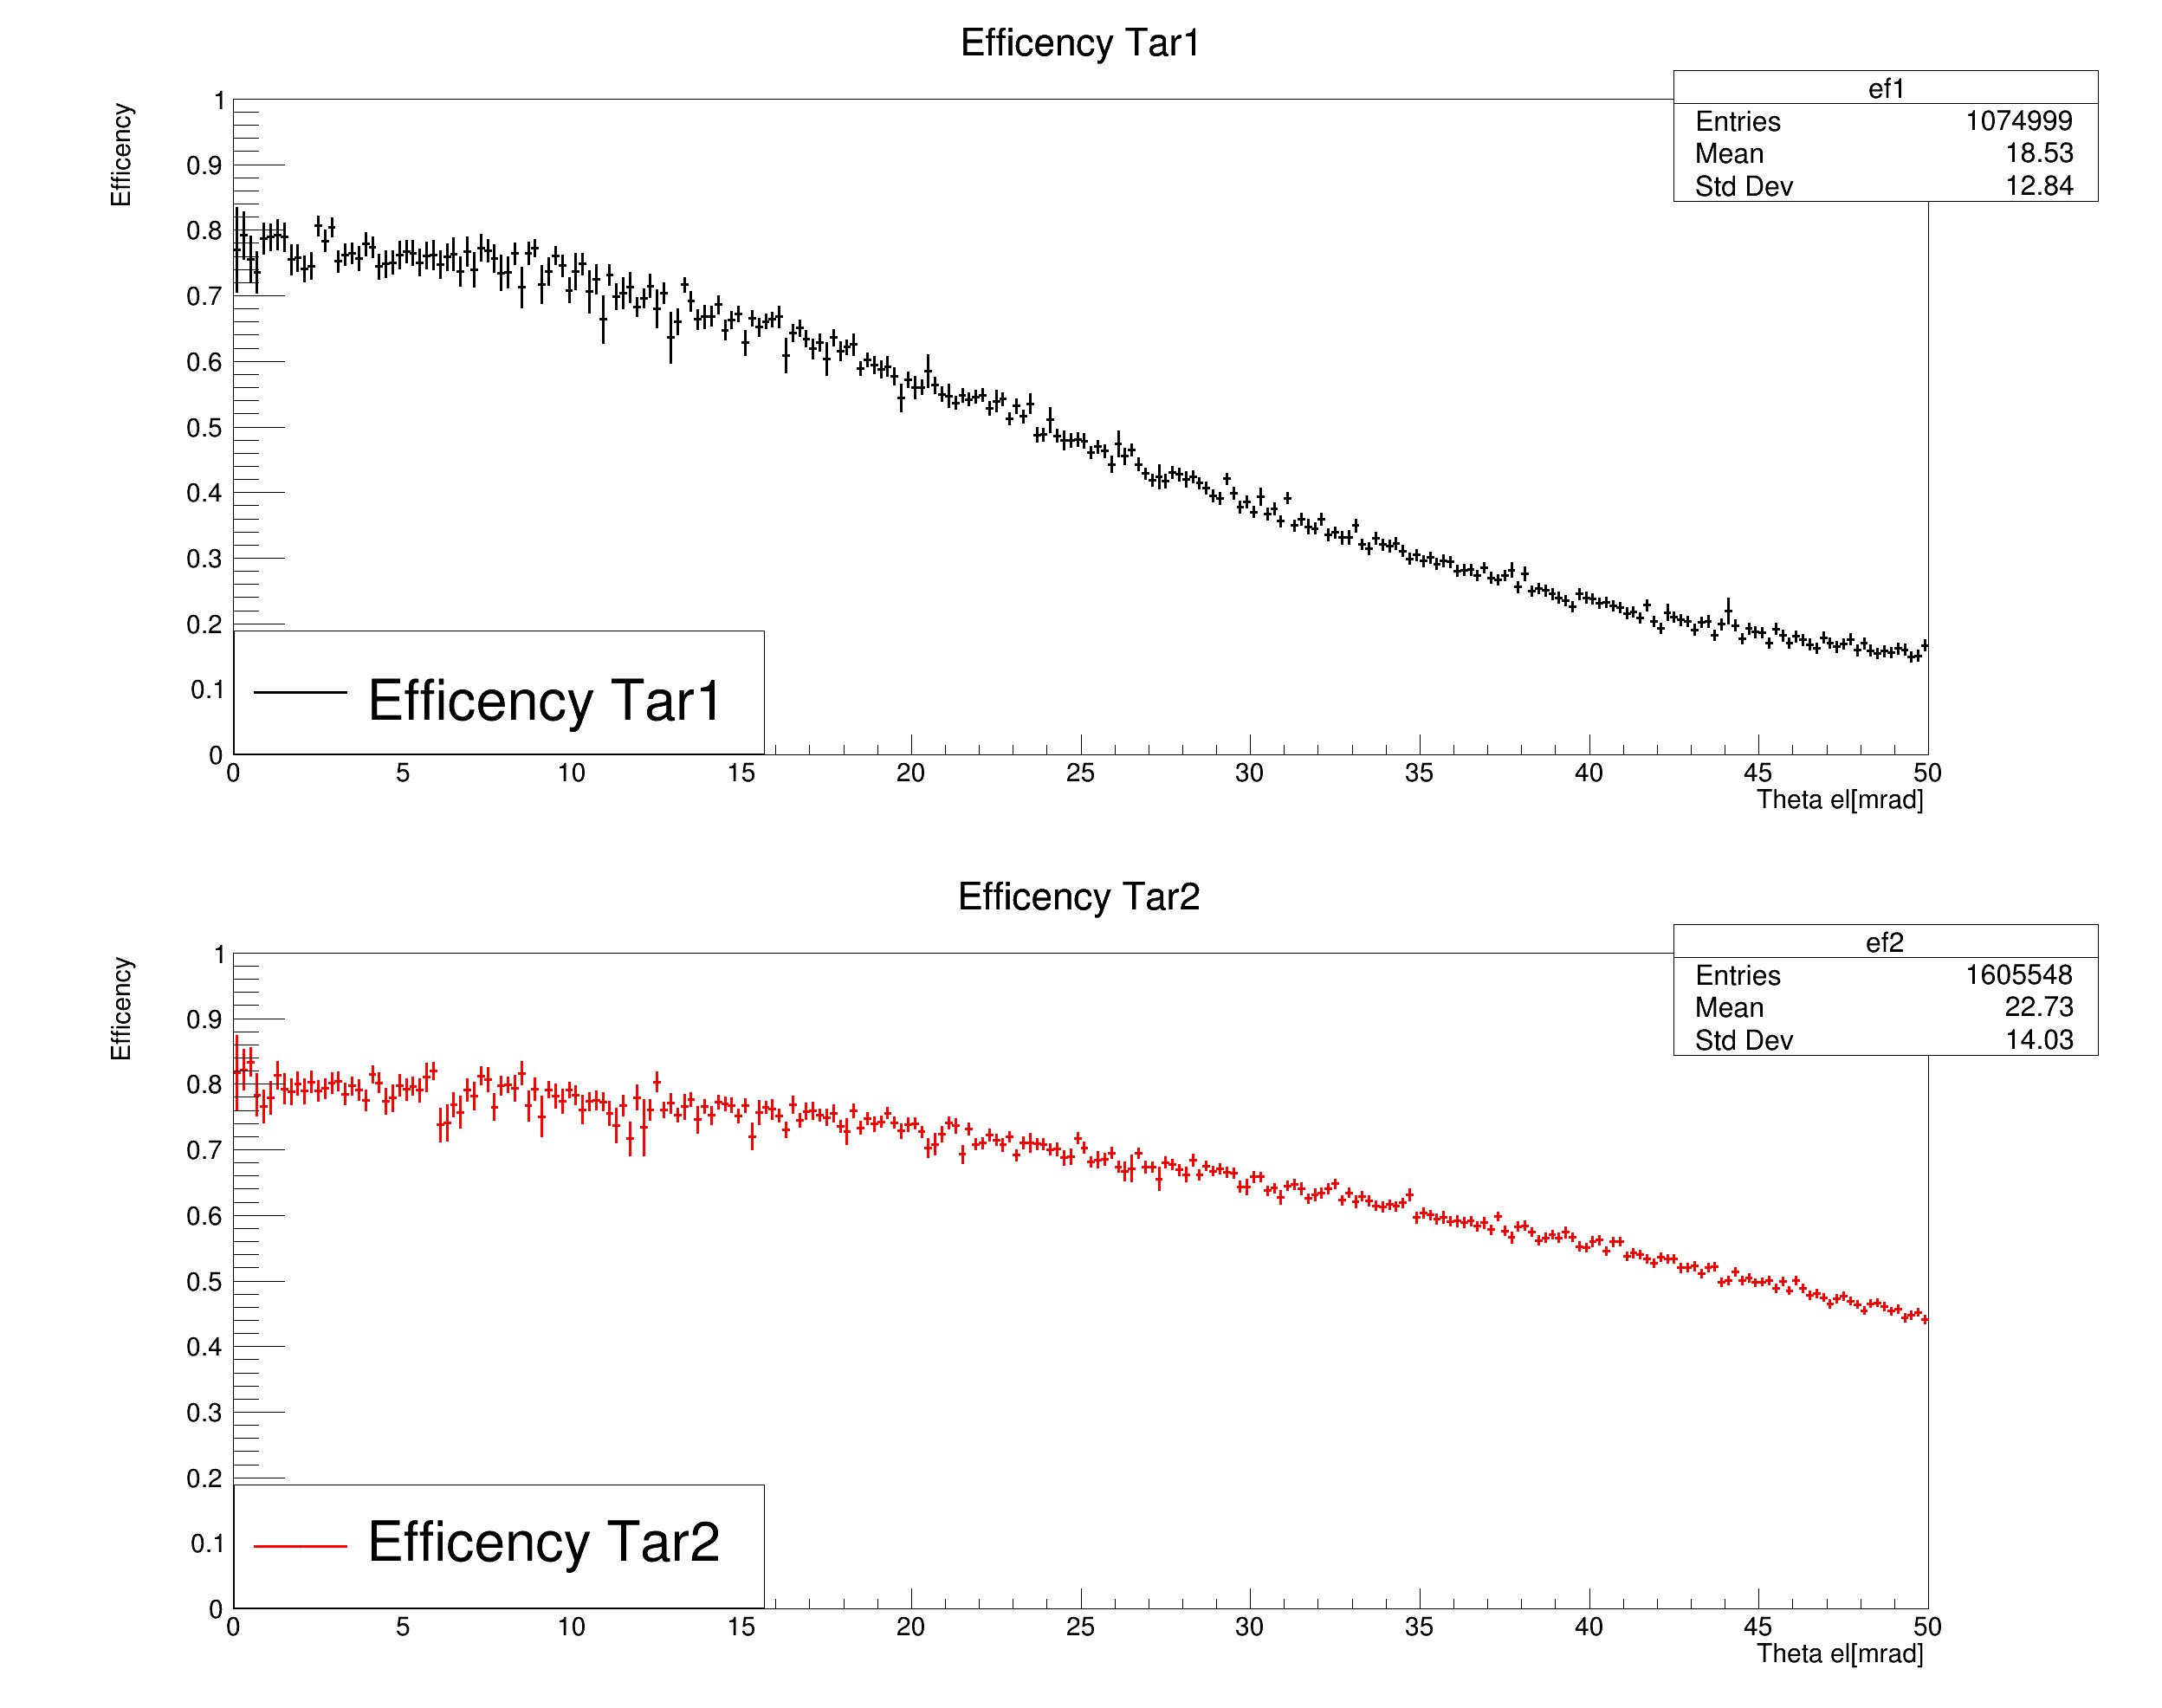 Efficency Tar1
Efficency
ef1
Entries 1074999
Mean 18.53
Std Dev 12.84
1
0.9
0.8
0.7
0.6
0.5
0.4
0.3
0.2
0.1
0
Efficency Tar1
0 5 10 15 20 25 30 35 40 45 50
Theta el[mrad]
Efficency Tar2
Efficency
ef2
Entries 1605548
Mean 22.73
Std Dev 14.03
1
0.9
0.8
0.7
0.6
0.5
0.4
0.3
0.2
0.1
0
Efficency Tar2
0 5 10 15 20 25 30 35 40 45 50
Theta el[mrad]